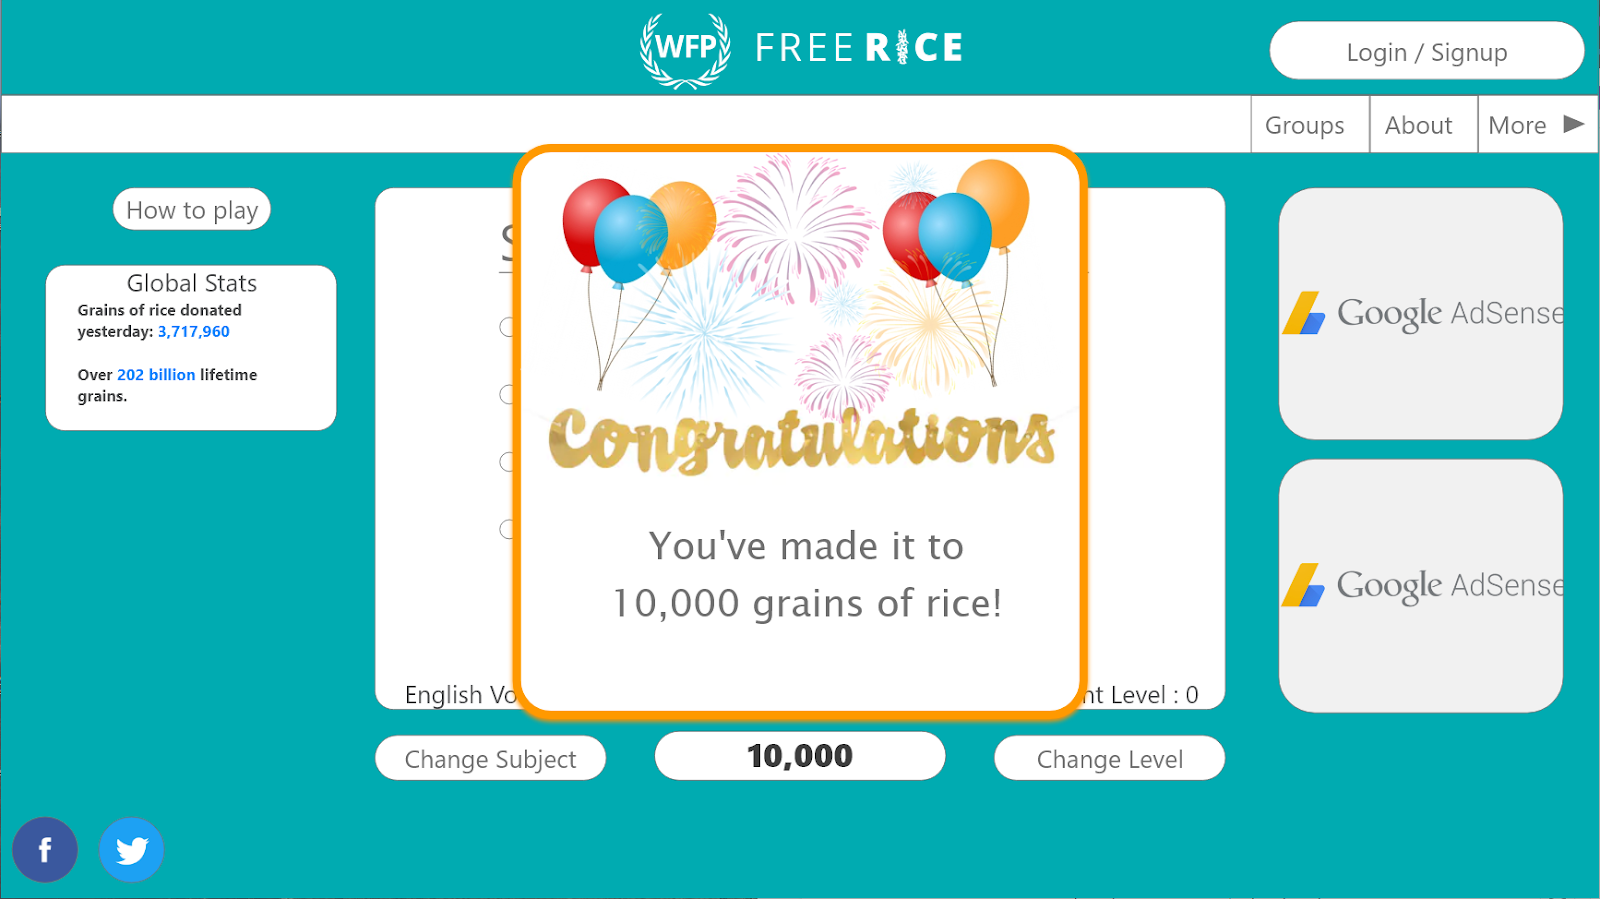 WFP FREE RICE
Login / Signup
Groups
About
More
How to play
Global Stats
Grains of rice donated
yesterday: 3,717,960
Over 202 billion lifetime
grains.
Congratulations
You've made it to
10,000 grains of rice!
English Vo
nt Level : 0
Change Subject
10,000
Change Level
Google AdSense
Google AdSense
f